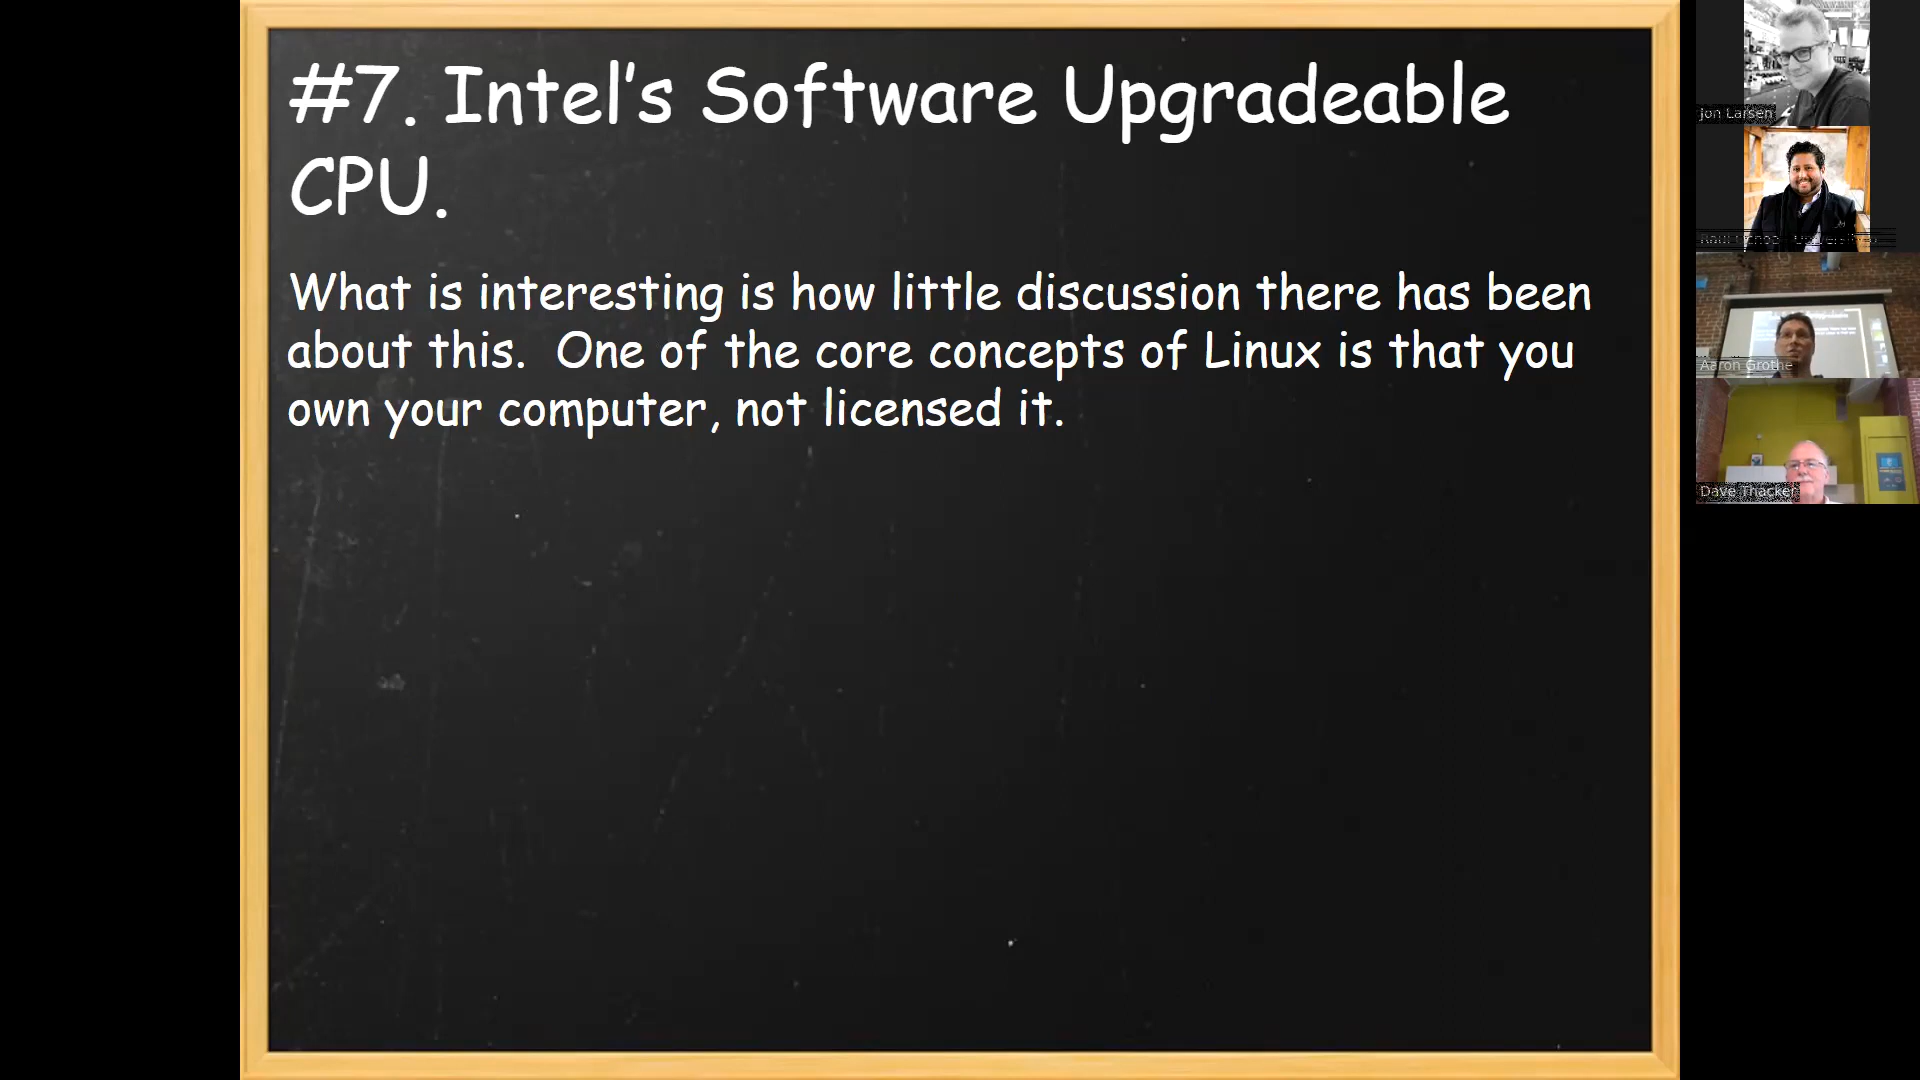 #7. Intel’s Software Upgradeable
CPU.
What is interesting is how little discussion there has been
about this.  One of the core concepts of Linux is that you
own your computer, not licensed it.
Jon Larsen
Aaron Grothe
Dave Thacker